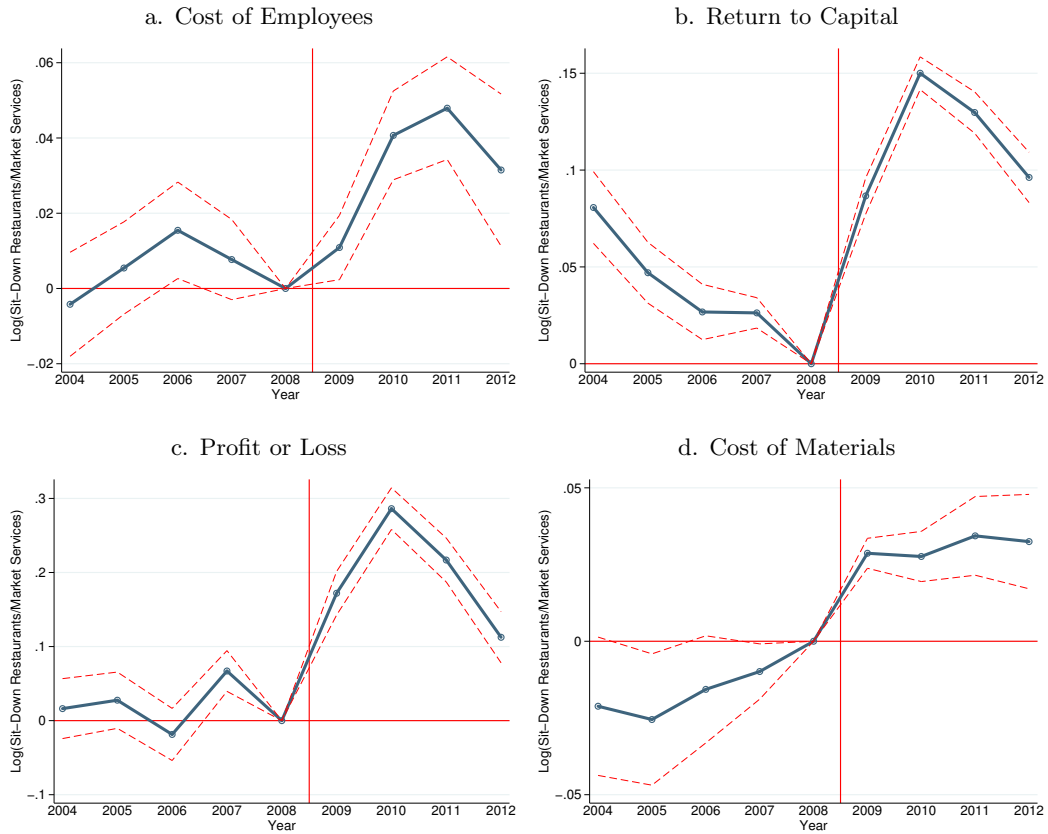 a. Cost of Employees
Log(Sit−Down Restaurants/Market Services)
.06
.04
.02
0
−.02
2004 2005 2006 2007 2008 2009 2010 2011 2012
Year
b. Return to Capital
Log(Sit−Down Restaurants/Market Services)
.15
.1
.05
0
2004 2005 2006 2007 2008 2009 2010 2011 2012
Year
c. Profit or Loss
Log(Sit−Down Restaurants/Market Services)
.3
.2
.1
0
−.1
2004 2005 2006 2007 2008 2009 2010 2011 2012
Year
d. Cost of Materials
Log(Sit−Down Restaurants/Market Services)
.05
0
−.05
2004 2005 2006 2007 2008 2009 2010 2011 2012
Year